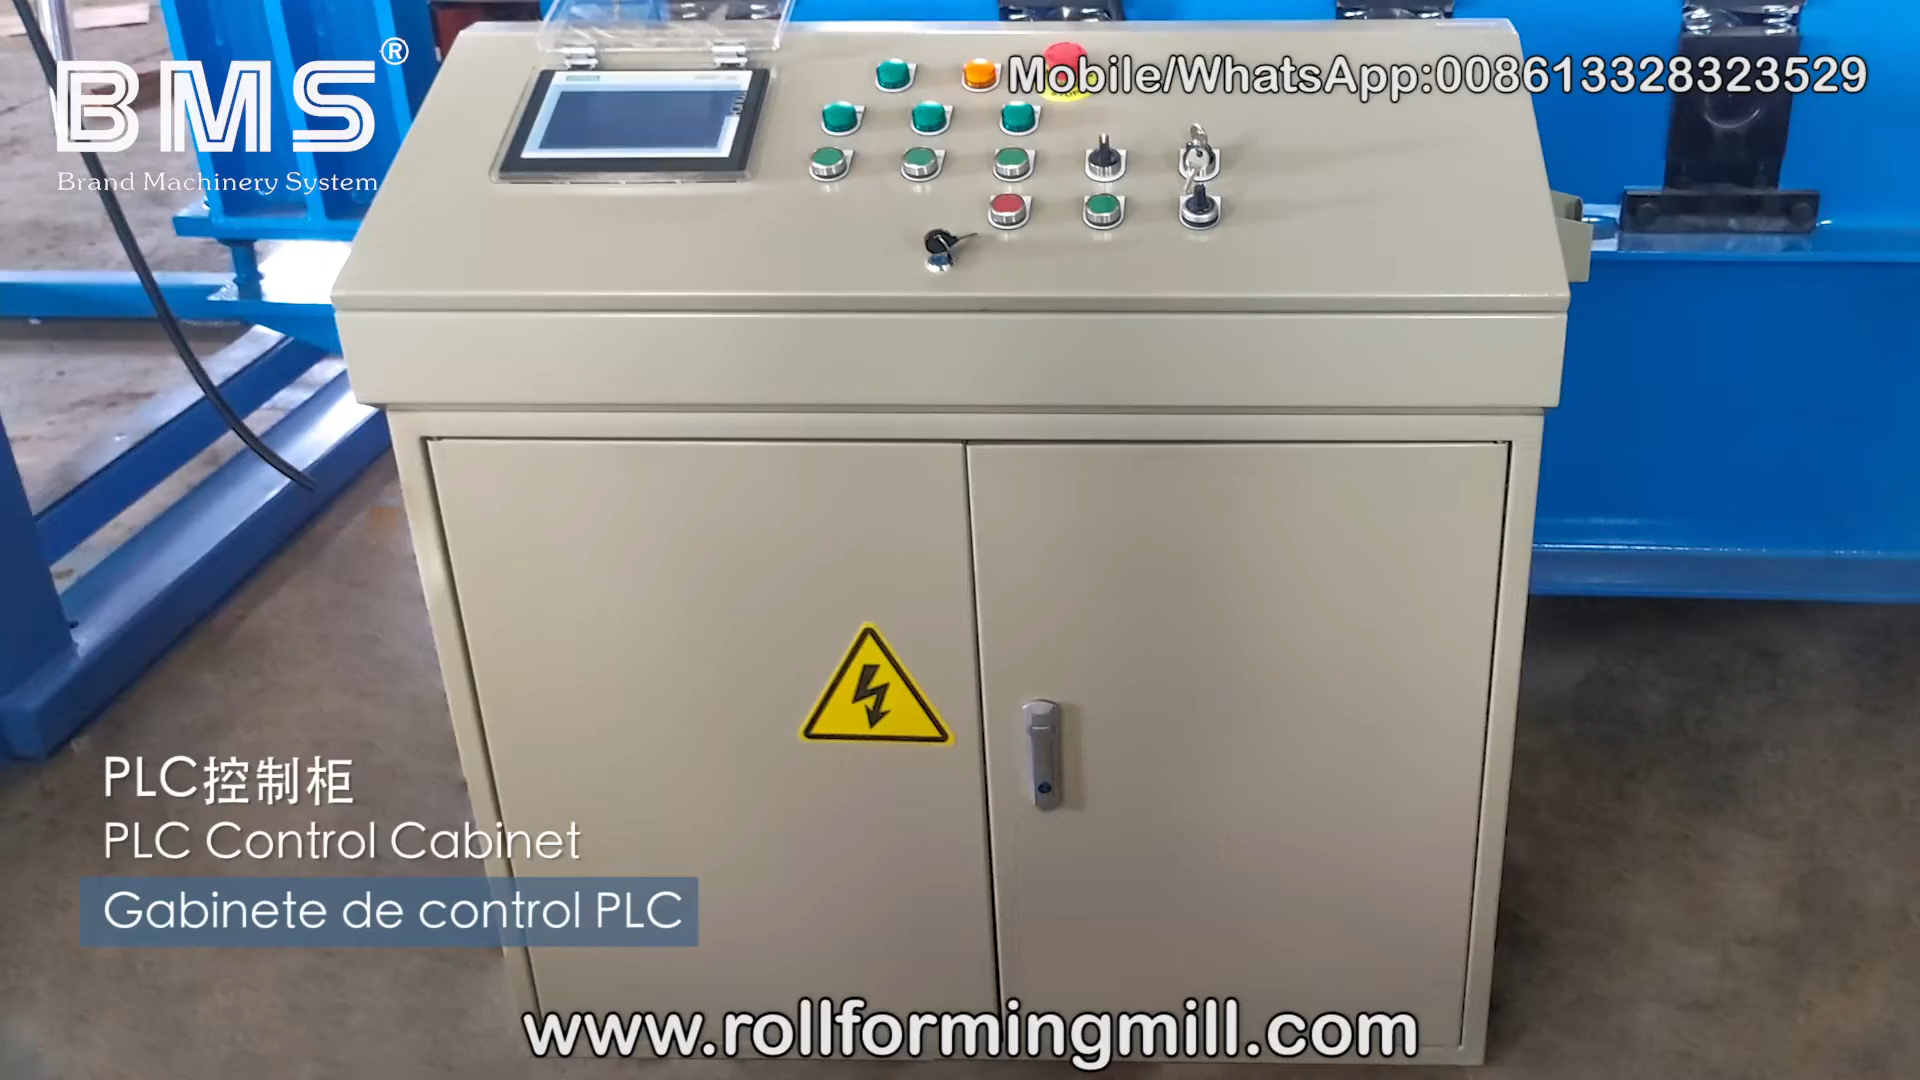 BMS®
Brand Machinery System
Mobile/WhatsApp:008613328323529
PLC控制柜
PLC Control Cabinet
Gabinete de control PLC
www.rollformingmill.com